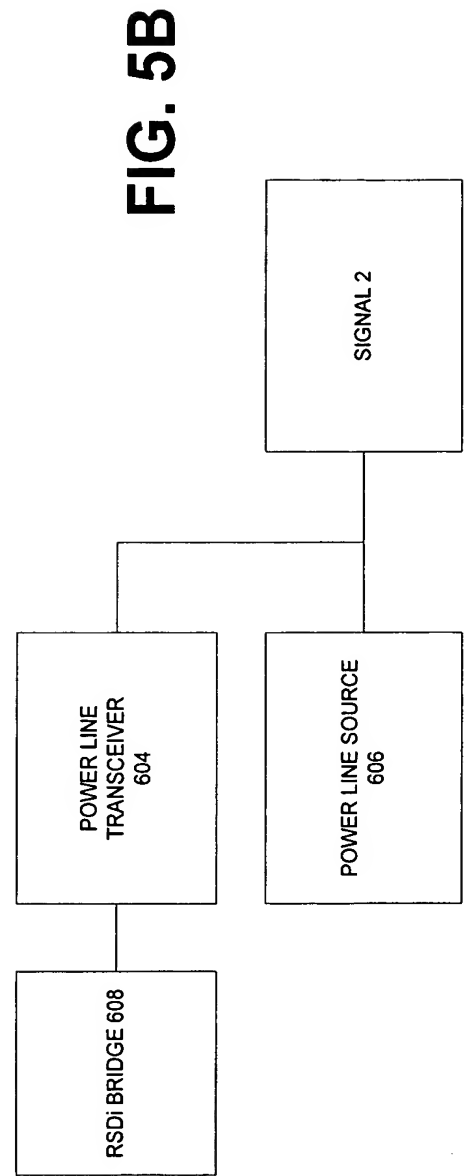 FIG. 5B
RSDi BRIDGE 608
POWER LINE
TRANSCEIVER
604
POWER LINE SOURCE
606
SIGNAL 2